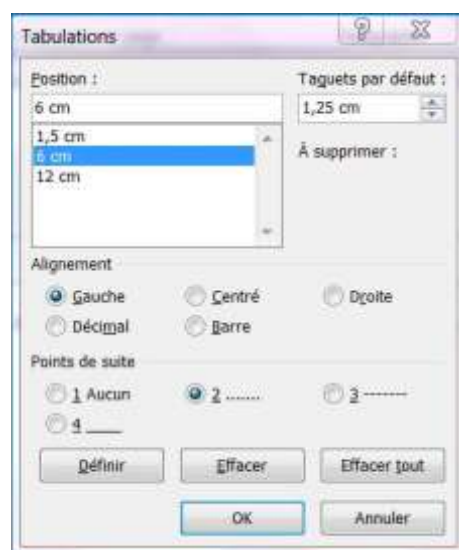 Tabulations
Position : Taquets par défaut :
6 cm 1,25 cm
1,5 cm
6 cm
12 cm
À supprimer :
Alignement
Gauche Centré Droite
Décimal Barre
Points de suite
1 Aucun 2 ....... 3 -------
4 ___
Définir Effacer Effacer tout
OK Annuler